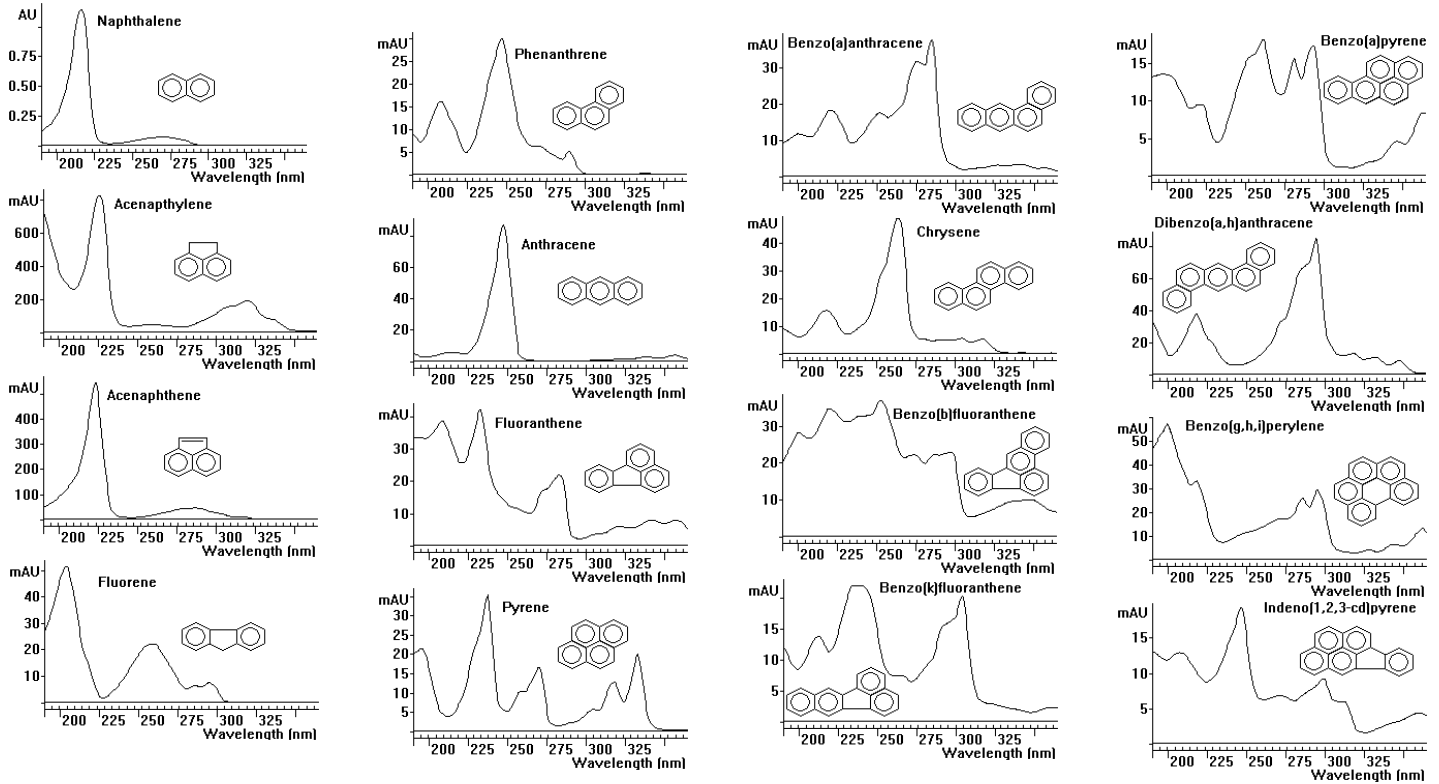 AU
Naphthalene
0.75
0.50
0.25
200 225 250 275 300 325
Wavelength (nm)
mAU
Acenapthylene
600
400
200
200 225 250 275 300 325
Wavelength (nm)
mAU
Acenaphthene
400
300
200
100
200 225 250 275 300 325
Wavelength (nm)
mAU
Fluorene
40
30
20
10
200 225 250 275 300 325
Wavelength (nm)
mAU
Phenanthrene
30
25
20
15
10
5
200 225 250 275 300 325
Wavelength (nm)
mAU
Anthracene
60
40
20
200 225 250 275 300 325
Wavelength (nm)
mAU
Fluoranthene
30
20
10
200 225 250 275 300 325
Wavelength (nm)
mAU
Pyrene
35
30
25
20
15
10
5
200 225 250 275 300 325
Wavelength (nm)
mAU
Benzo(a)anthracene
30
20
10
200 225 250 275 300 325
Wavelength (nm)
mAU
Chrysene
40
30
20
10
200 225 250 275 300 325
Wavelength (nm)
mAU
Benzo(b)fluoranthene
30
20
10
200 225 250 275 300 325
Wavelength (nm)
Benzo(k)fluoranthene
mAU
15
10
5
200 225 250 275 300 325
Wavelength (nm)
mAU
Benzo(a)pyrene
15
10
5
200 225 250 275 300 325
Wavelength (nm)
Dibenzo(a,h)anthracene
mAU
60
40
20
200 225 250 275 300 325
Wavelength (nm)
mAU
Benzo(g,h,i)perylene
50
40
30
20
10
200 225 250 275 300 325
Wavelength (nm)
mAU
Indeno(1,2,3-cd)pyrene
15
10
5
200 225 250 275 300 325
Wavelength (nm)